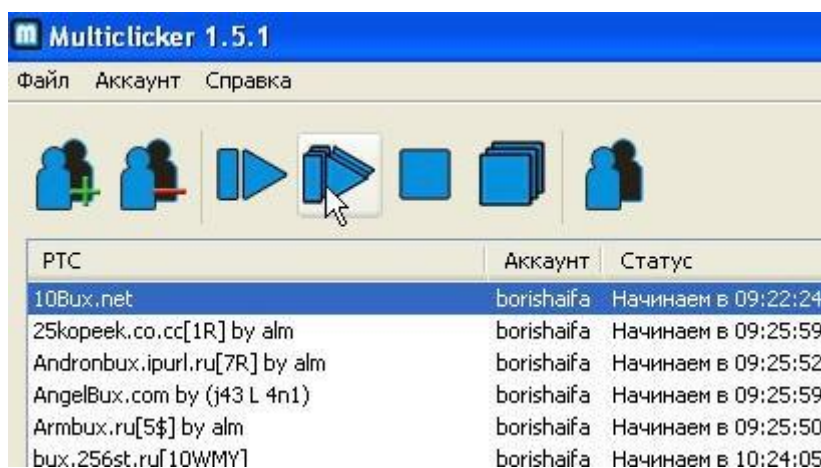 Multiclicker 1.5.1
Файл Аккаунт Справка
PTC Аккаунт Статус
10Bux.net borishaifa Начинаем в 09:22:24
25kopeek.co.cc[1R] by alm borishaifa Начинаем в 09:25:59
Andronbux.ipurl.ru[7R] by alm borishaifa Начинаем в 09:25:52
AngelBux.com by (j43 L 4n1) borishaifa Начинаем в 09:25:59
Armbux.ru[5$] by alm borishaifa Начинаем в 09:25:50
bux.256st.ru[10WMY] borishaifa Начинаем в 10:24:05